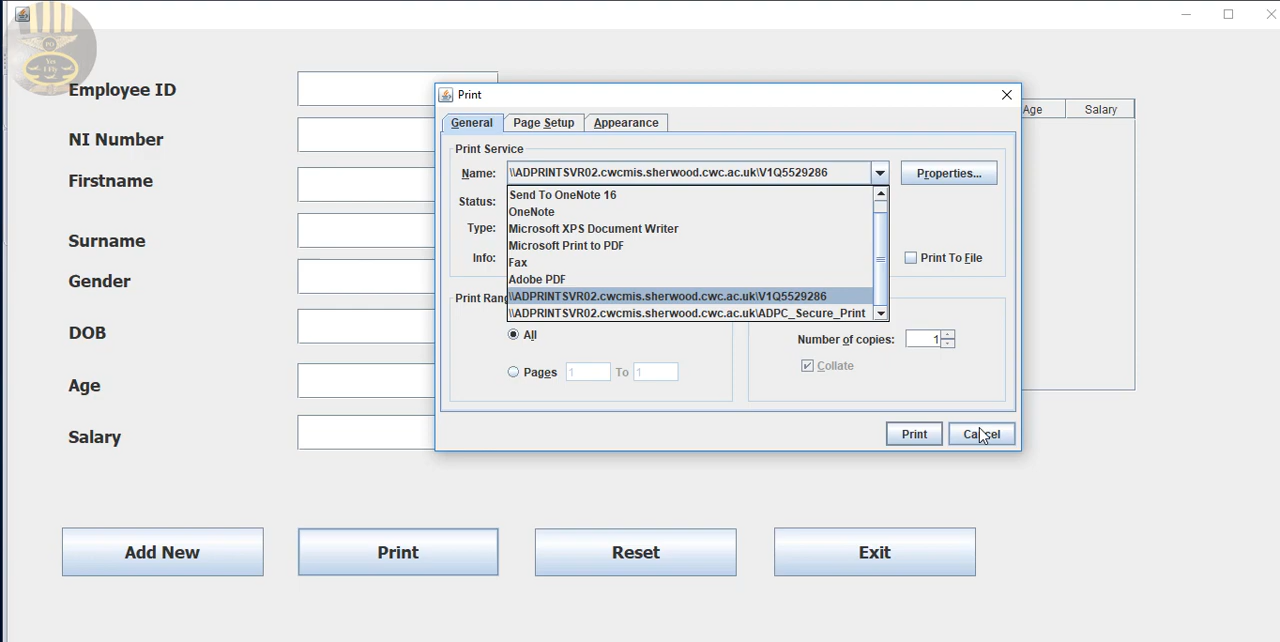 Employee ID
NI Number
Firstname
Surname
Gender
DOB
Age
Salary
Print
General
Page Setup
Appearance
Print Service
Name:
\\ADPRINTSVR02.cwcmis.sherwood.cwc.ac.uk\V1Q5529286
Properties...
Status:
Type:
Info:
Send To OneNote 16
OneNote
Microsoft XPS Document Writer
Microsoft Print to PDF
Fax
Adobe PDF
\\ADPRINTSVR02.cwcmis.sherwood.cwc.ac.uk\V1Q5529286
\\ADPRINTSVR02.cwcmis.sherwood.cwc.ac.uk\ADPC_Secure_Print
Print To File
All
Pages 1 To 1
Number of copies: 1
Collate
Print
Cancel
Age
Salary
Add New
Print
Reset
Exit